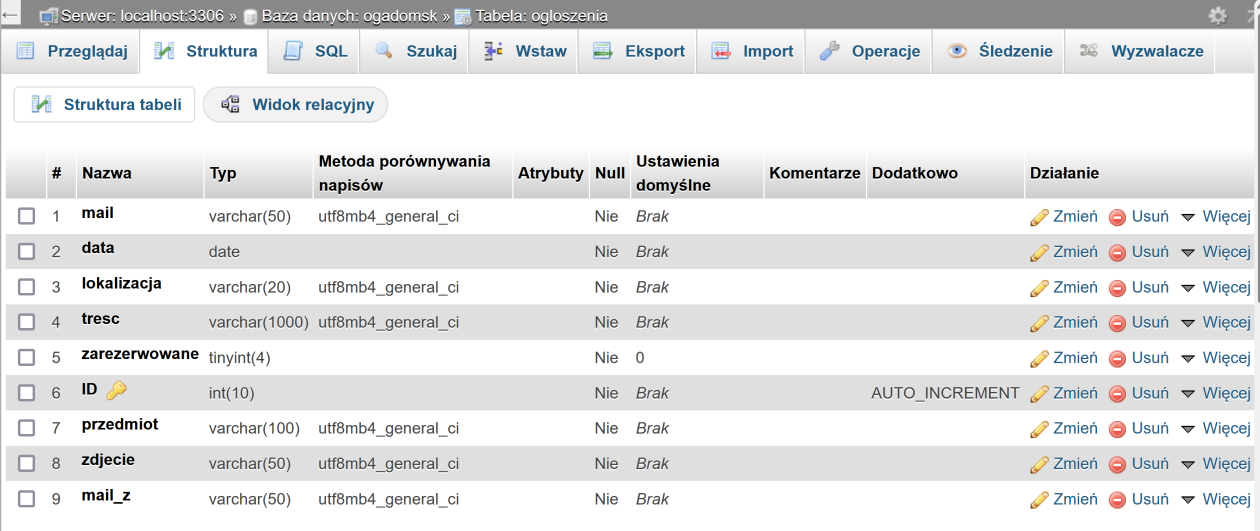 Serwer: localhost:3306 » Baza danych: ogadomsk » Tabela: ogloszenia
Przeglądaj Struktura SQL Szukaj Wstaw Eksport Import Operacje Śledzenie Wyzwalacze
Struktura tabeli Widok relacyjny
# Nazwa Typ Metoda porównywania napisów Atrybuty Null Ustawienia domyślne Komentarze Dodatkowo Działanie
1 mail varchar(50) utf8mb4_general_ci Nie Brak Zmień Usuń Więcej
2 data date Nie Brak Zmień Usuń Więcej
3 lokalizacja varchar(20) utf8mb4_general_ci Nie Brak Zmień Usuń Więcej
4 tresc varchar(1000) utf8mb4_general_ci Nie Brak Zmień Usuń Więcej
5 zarezerwowane tinyint(4) Nie 0 Zmień Usuń Więcej
6 ID int(10) Nie Brak AUTO_INCREMENT Zmień Usuń Więcej
7 przedmiot varchar(100) utf8mb4_general_ci Nie Brak Zmień Usuń Więcej
8 zdjecie varchar(50) utf8mb4_general_ci Nie Brak Zmień Usuń Więcej
9 mail_z varchar(50) utf8mb4_general_ci Nie Brak Zmień Usuń Więcej